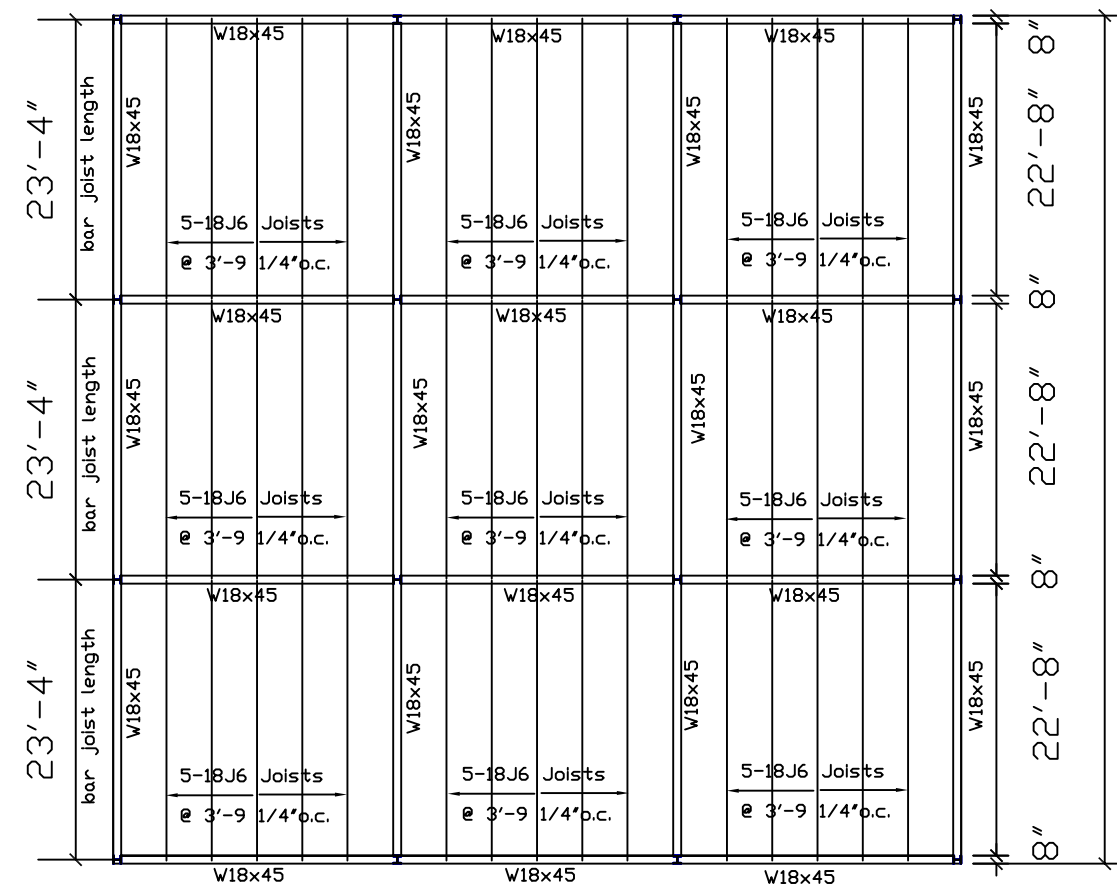 W18x45 W18x45 W18x45
8"
23'-4"
bar joist length
W18x45 W18x45 W18x45 W18x45
22'-8"
5-18J6 Joists 5-18J6 Joists 5-18J6 Joists
@ 3'-9 1/4"o.c. @ 3'-9 1/4"o.c. @ 3'-9 1/4"o.c.
8"
W18x45 W18x45 W18x45
23'-4"
bar joist length
W18x45 W18x45 W18x45 W18x45
22'-8"
5-18J6 Joists 5-18J6 Joists 5-18J6 Joists
@ 3'-9 1/4"o.c. @ 3'-9 1/4"o.c. @ 3'-9 1/4"o.c.
8"
W18x45 W18x45 W18x45
23'-4"
bar joist length
W18x45 W18x45 W18x45 W18x45
22'-8"
5-18J6 Joists 5-18J6 Joists 5-18J6 Joists
@ 3'-9 1/4"o.c. @ 3'-9 1/4"o.c. @ 3'-9 1/4"o.c.
8"
W18x45 W18x45 W18x45